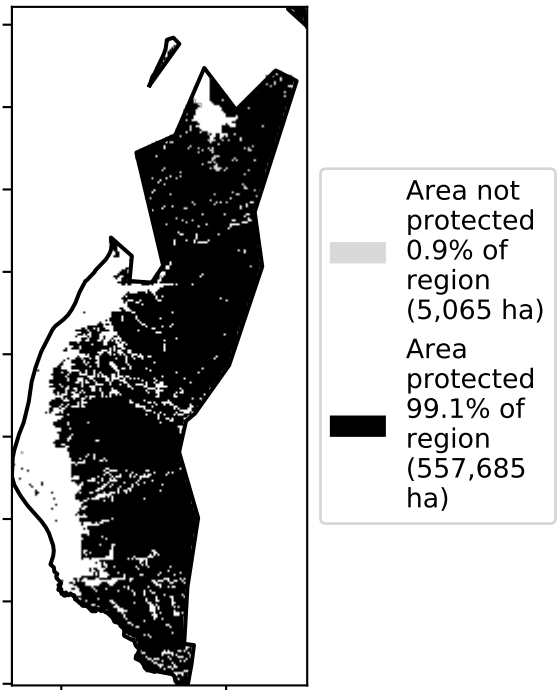 Area not
protected
0.9% of
region
(5,065 ha)
Area
protected
99.1% of
region
(557,685
ha)